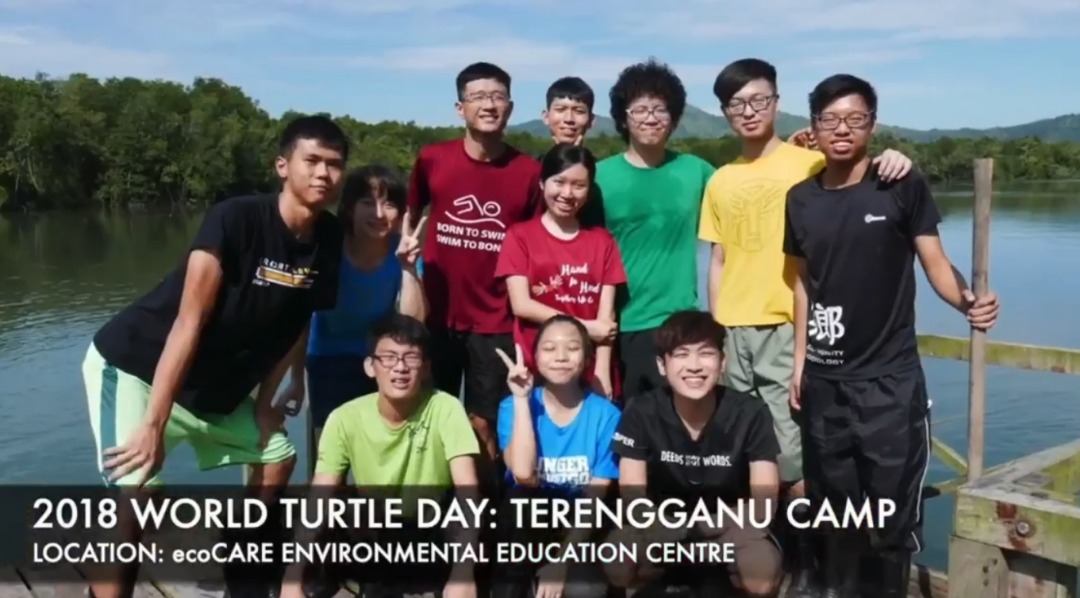 BORN TO SWIM
SWIM TO BON
Hand
in Hand
鄉
DEEDS NOT WORDS.
2018 WORLD TURTLE DAY: TERENGGANU CAMP
LOCATION: ecoCARE ENVIRONMENTAL EDUCATION CENTRE